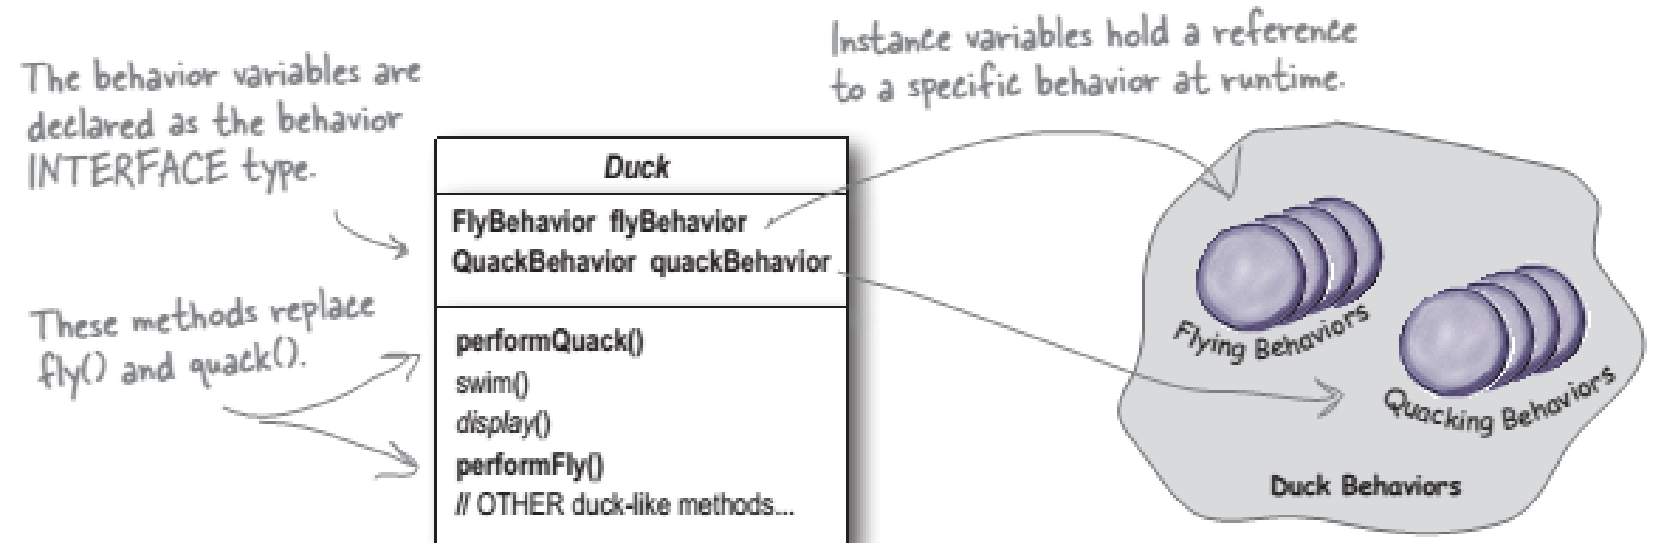 The behavior variables are
declared as the behavior
INTERFACE type.
Instance variables hold a reference
to a specific behavior at runtime.
These methods replace
fly() and quack().
Duck
FlyBehavior flyBehavior
QuackBehavior quackBehavior
performQuack()
swim()
display()
performFly()
// OTHER duck-like methods...
Flying Behaviors
Quacking Behaviors
Duck Behaviors